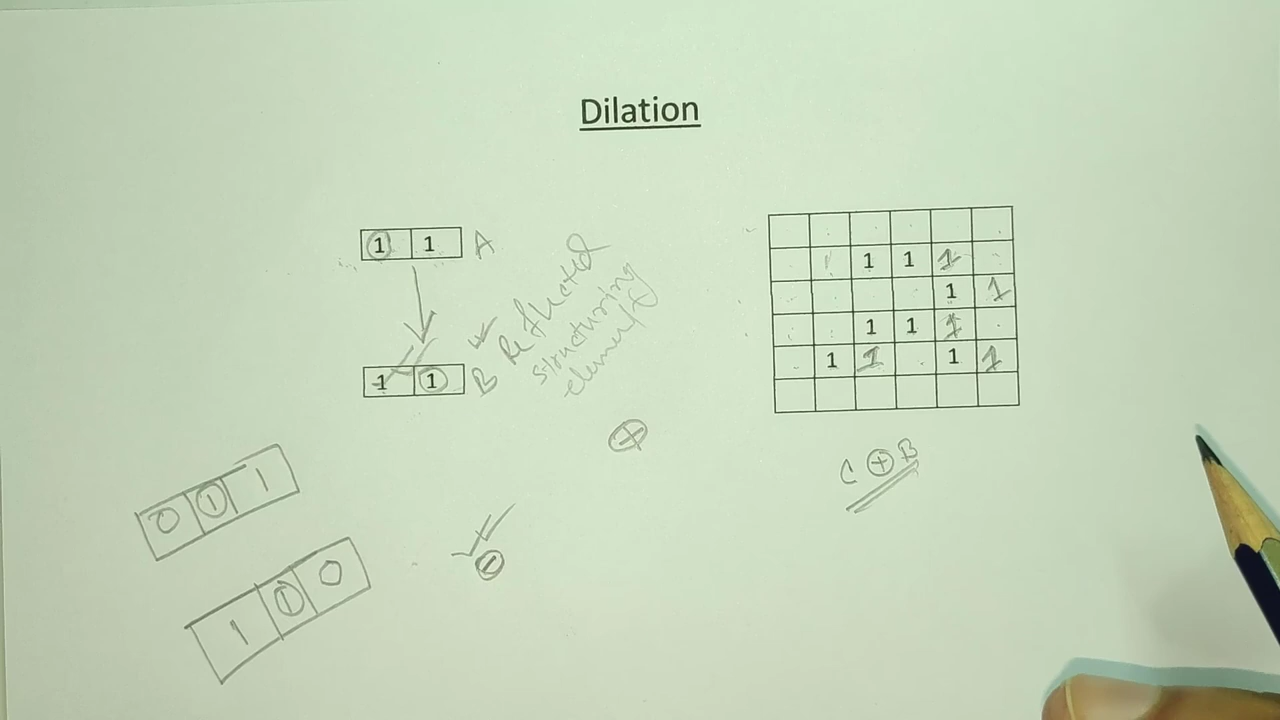 Dilation
1 1 A
1 1 B
Reflected
structuring
element
1 1 1
1 1
1 1 1
1 1 1 1
C ⊕ B
⊕
0 1 1
1 1 0
⊖